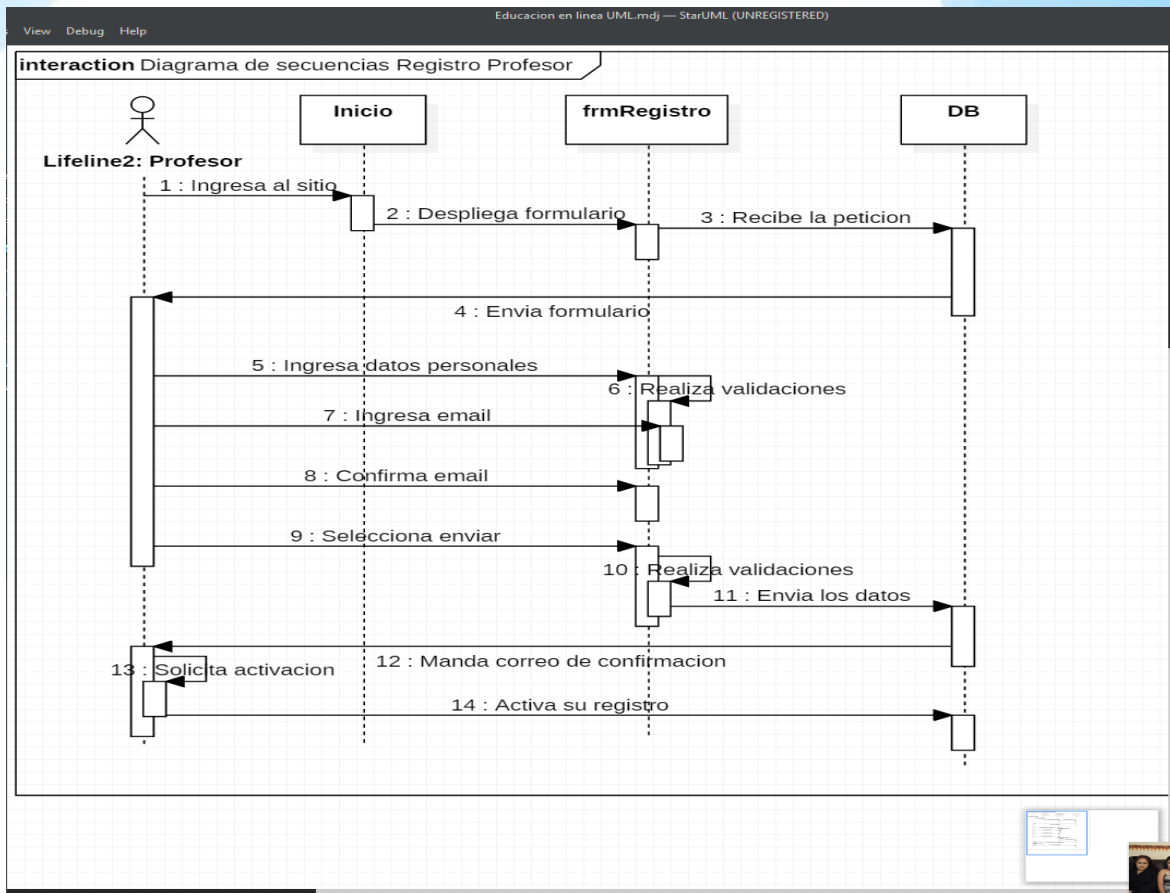 Educacion en linea UML.mdj — StarUML (UNREGISTERED)
View Debug Help
interaction Diagrama de secuencias Registro Profesor
Inicio
frmRegistro
DB
Lifeline2: Profesor
1 : Ingresa al sitio
2 : Despliega formulario
3 : Recibe la peticion
4 : Envia formulario
5 : Ingresa datos personales
6 : Realiza validaciones
7 : Ingresa email
8 : Confirma email
9 : Selecciona enviar
10 : Realiza validaciones
11 : Envia los datos
12 : Manda correo de confirmacion
13 : Solicita activacion
14 : Activa su registro